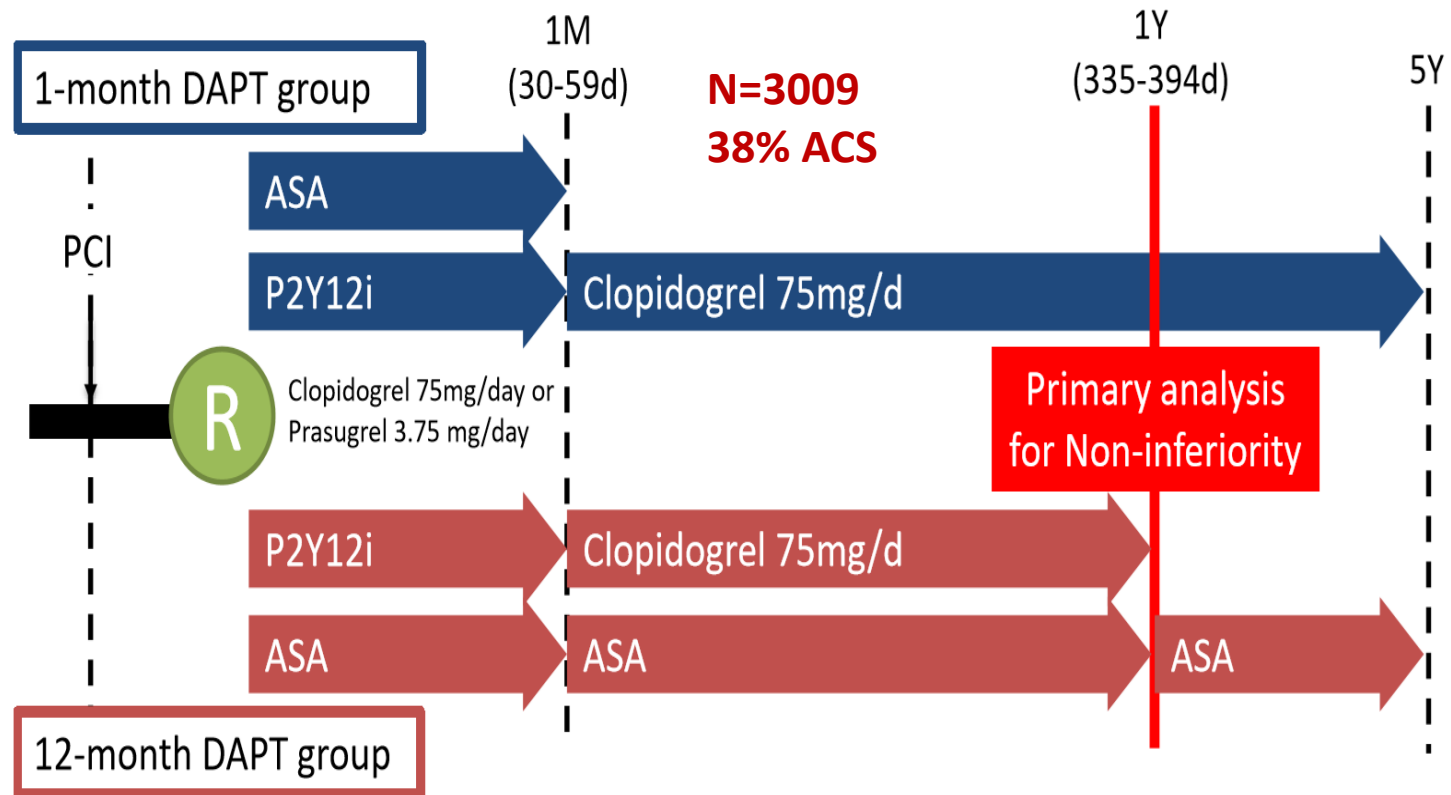 1M
(30-59d)
1Y
(335-394d)
5Y
1-month DAPT group
N=3009
38% ACS
ASA
PCI
P2Y12i
Clopidogrel 75mg/d
R
Clopidogrel 75mg/day or
Prasugrel 3.75 mg/day
Primary analysis
for Non-inferiority
P2Y12i
Clopidogrel 75mg/d
ASA
ASA
ASA
12-month DAPT group